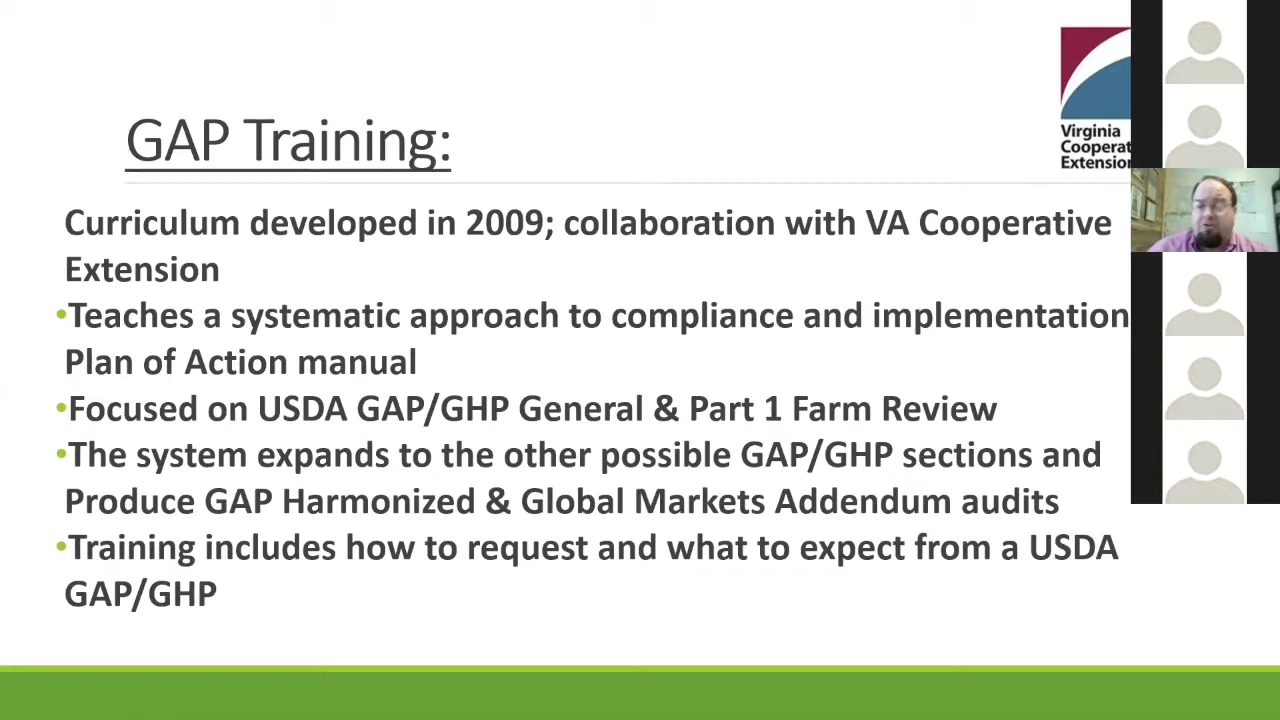 GAP Training:
Virginia
Cooperat
Extension
Curriculum developed in 2009; collaboration with VA Cooperative
Extension
•Teaches a systematic approach to compliance and implementation
Plan of Action manual
•Focused on USDA GAP/GHP General & Part 1 Farm Review
•The system expands to the other possible GAP/GHP sections and
Produce GAP Harmonized & Global Markets Addendum audits
•Training includes how to request and what to expect from a USDA
GAP/GHP